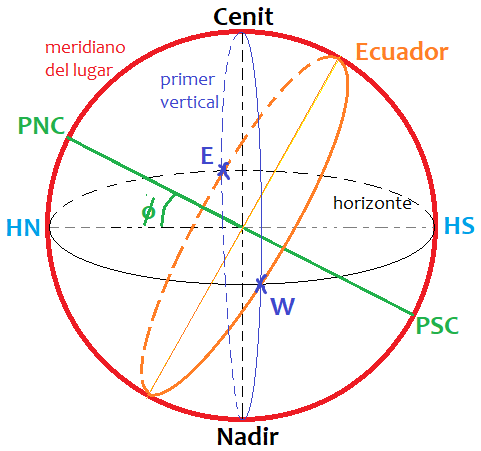 Cenit
meridiano
del lugar
Ecuador
primer
vertical
PNC
E
horizonte
ϕ
HN
HS
W
PSC
Nadir